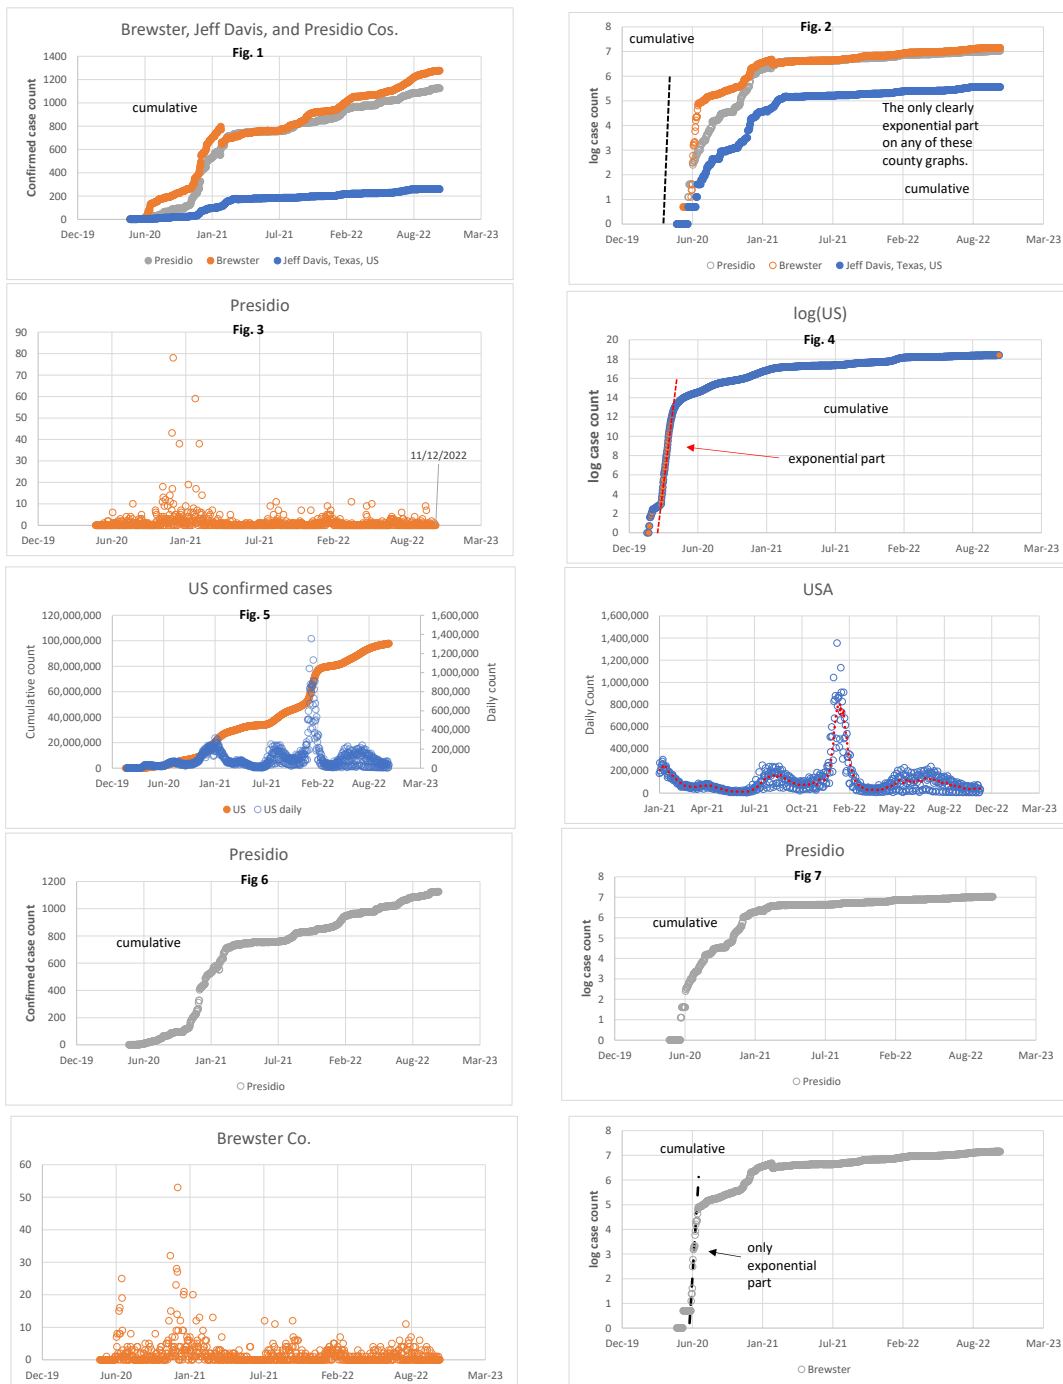 Brewster, Jeff Davis, and Presidio Cos.
Fig. 1
cumulative
Confirmed case count
1400
1200
1000
800
600
400
200
0
Dec-19 Jun-20 Jan-21 Jul-21 Feb-22 Aug-22 Mar-23
Presidio Brewster Jeff Davis, Texas, US
Fig. 2
cumulative
log case count
8
7
6
5
4
3
2
1
0
The only clearly
exponential part
on any of these
county graphs.
cumulative
Dec-19 Jun-20 Jan-21 Jul-21 Feb-22 Aug-22 Mar-23
Presidio Brewster Jeff Davis, Texas, US
Presidio
Fig. 3
90
80
70
60
50
40
30
20
10
0
11/12/2022
Dec-19 Jun-20 Jan-21 Jul-21 Feb-22 Aug-22 Mar-23
log(US)
Fig. 4
log case count
20
18
16
14
12
10
8
6
4
2
0
cumulative
exponential part
Dec-19 Jun-20 Jan-21 Jul-21 Feb-22 Aug-22 Mar-23
US confirmed cases
Fig. 5
Cumulative count
120,000,000
100,000,000
80,000,000
60,000,000
40,000,000
20,000,000
0
1,600,000
1,400,000
1,200,000
1,000,000
800,000
600,000
400,000
200,000
0
Daily count
Dec-19 Jun-20 Jan-21 Jul-21 Feb-22 Aug-22 Mar-23
US US daily
USA
Daily Count
1,600,000
1,400,000
1,200,000
1,000,000
800,000
600,000
400,000
200,000
0
Jan-21 Apr-21 Jul-21 Oct-21 Feb-22 May-22 Aug-22 Dec-22 Mar-23
Presidio
Fig 6
cumulative
Confirmed case count
1200
1000
800
600
400
200
0
Dec-19 Jun-20 Jan-21 Jul-21 Feb-22 Aug-22 Mar-23
Presidio
Presidio
Fig 7
cumulative
log case count
8
7
6
5
4
3
2
1
0
Dec-19 Jun-20 Jan-21 Jul-21 Feb-22 Aug-22 Mar-23
Presidio
Brewster Co.
60
50
40
30
20
10
0
Dec-19 Jun-20 Jan-21 Jul-21 Feb-22 Aug-22 Mar-23
cumulative
log case count
8
7
6
5
4
3
2
1
0
only
exponential
part
Dec-19 Jun-20 Jan-21 Jul-21 Feb-22 Aug-22 Mar-23
Brewster